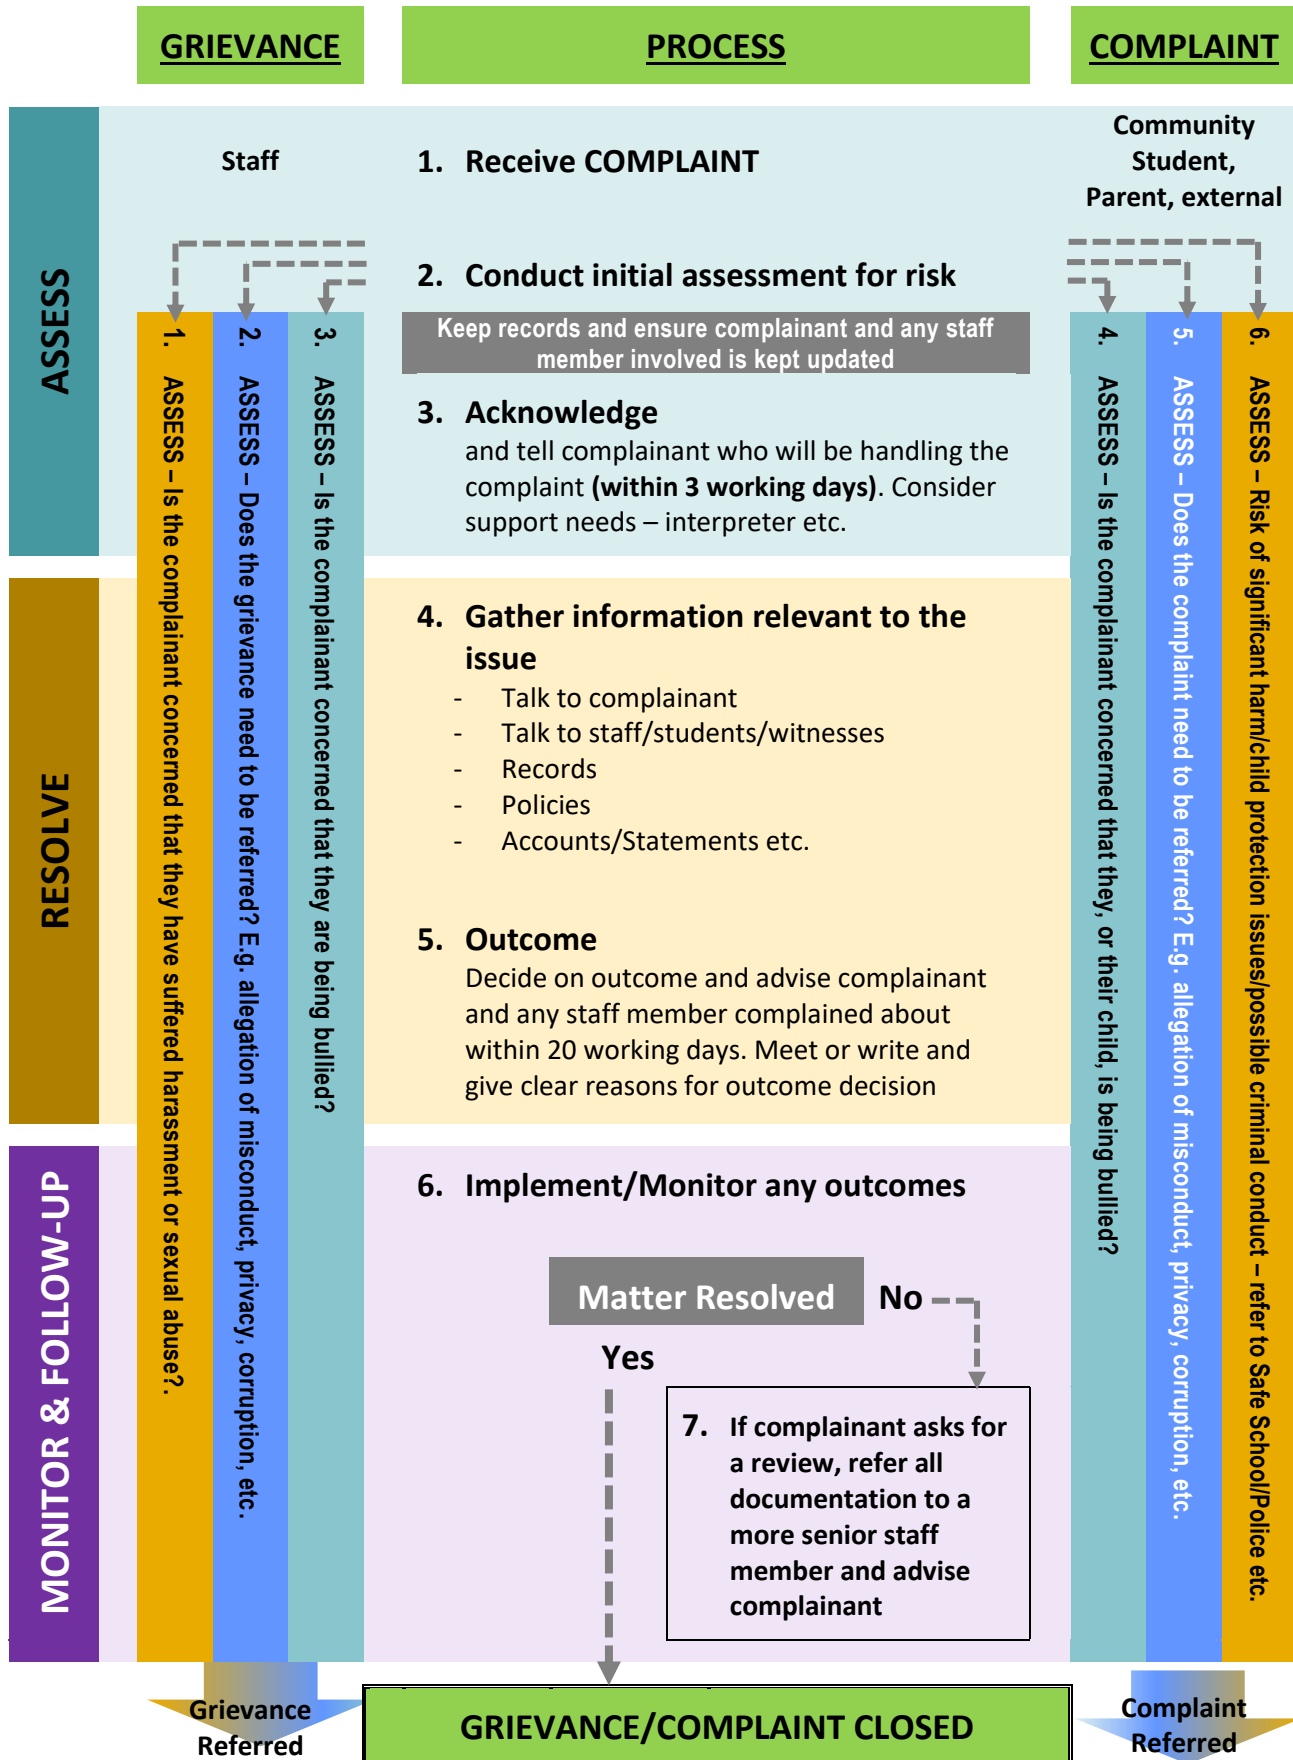 GRIEVANCE
PROCESS
COMPLAINT
ASSESS
Staff
1. Receive COMPLAINT
Community
Student,
Parent, external
2. Conduct initial assessment for risk
Keep records and ensure complainant and any staff
member involved is kept updated
3. Acknowledge
and tell complainant who will be handling the
complaint (within 3 working days). Consider
support needs – interpreter etc.
1. ASSESS – Is the complainant concerned that they have suffered harassment or sexual abuse?.
2. ASSESS – Does the grievance need to be referred? E.g. allegation of misconduct, privacy, corruption, etc.
3. ASSESS – Is the complainant concerned that they are being bullied?
4. ASSESS – Is the complainant concerned that they, or their child, is being bullied?
5. ASSESS – Does the complaint need to be referred? E.g. allegation of misconduct, privacy, corruption, etc.
6. ASSESS – Risk of significant harm/child protection issues/possible criminal conduct – refer to Safe School/Police etc.
RESOLVE
4. Gather information relevant to the
issue
- Talk to complainant
- Talk to staff/students/witnesses
- Records
- Policies
- Accounts/Statements etc.
5. Outcome
Decide on outcome and advise complainant
and any staff member complained about
within 20 working days. Meet or write and
give clear reasons for outcome decision
MONITOR & FOLLOW-UP
6. Implement/Monitor any outcomes
Matter Resolved
No
Yes
7. If complainant asks for
a review, refer all
documentation to a
more senior staff
member and advise
complainant
Grievance
Referred
GRIEVANCE/COMPLAINT CLOSED
Complaint
Referred